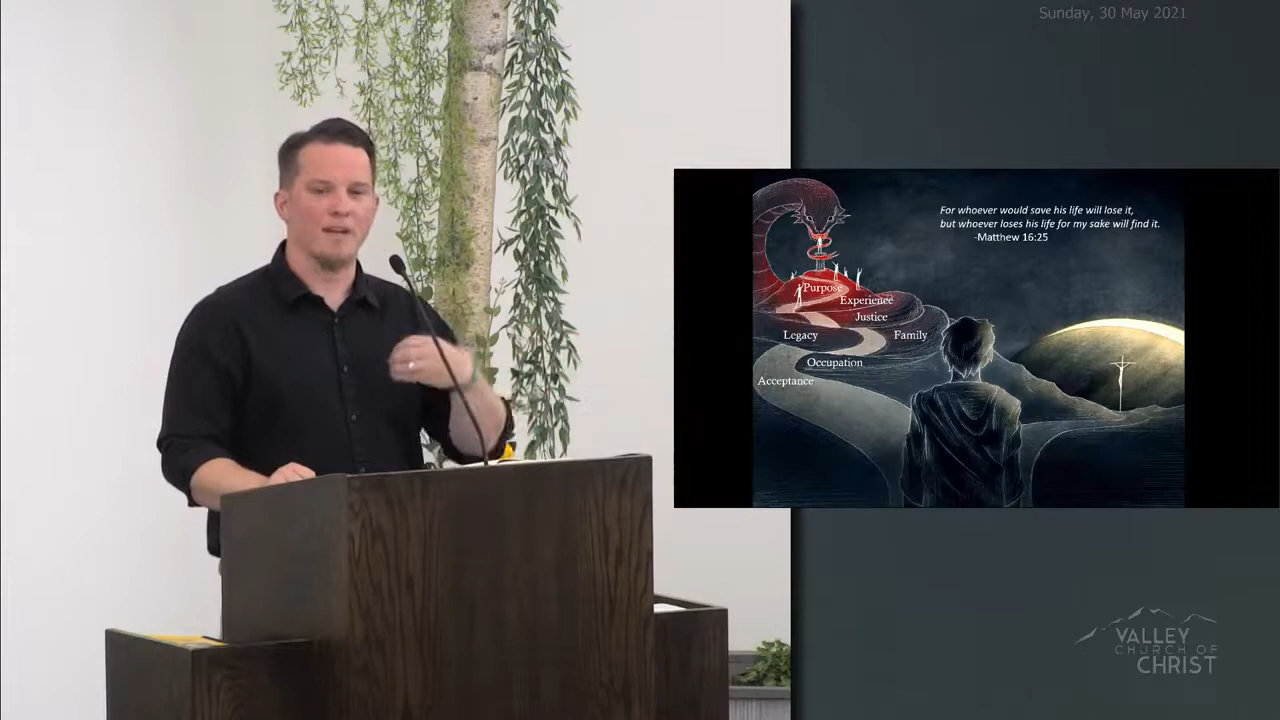 Sunday, 30 May 2021
For whoever would save his life will lose it,
but whoever loses his life for my sake will find it.
-Matthew 16:25
Purpose
Experience
Justice
Legacy
Family
Occupation
Acceptance
VALLEY
CHURCH OF
CHRIST